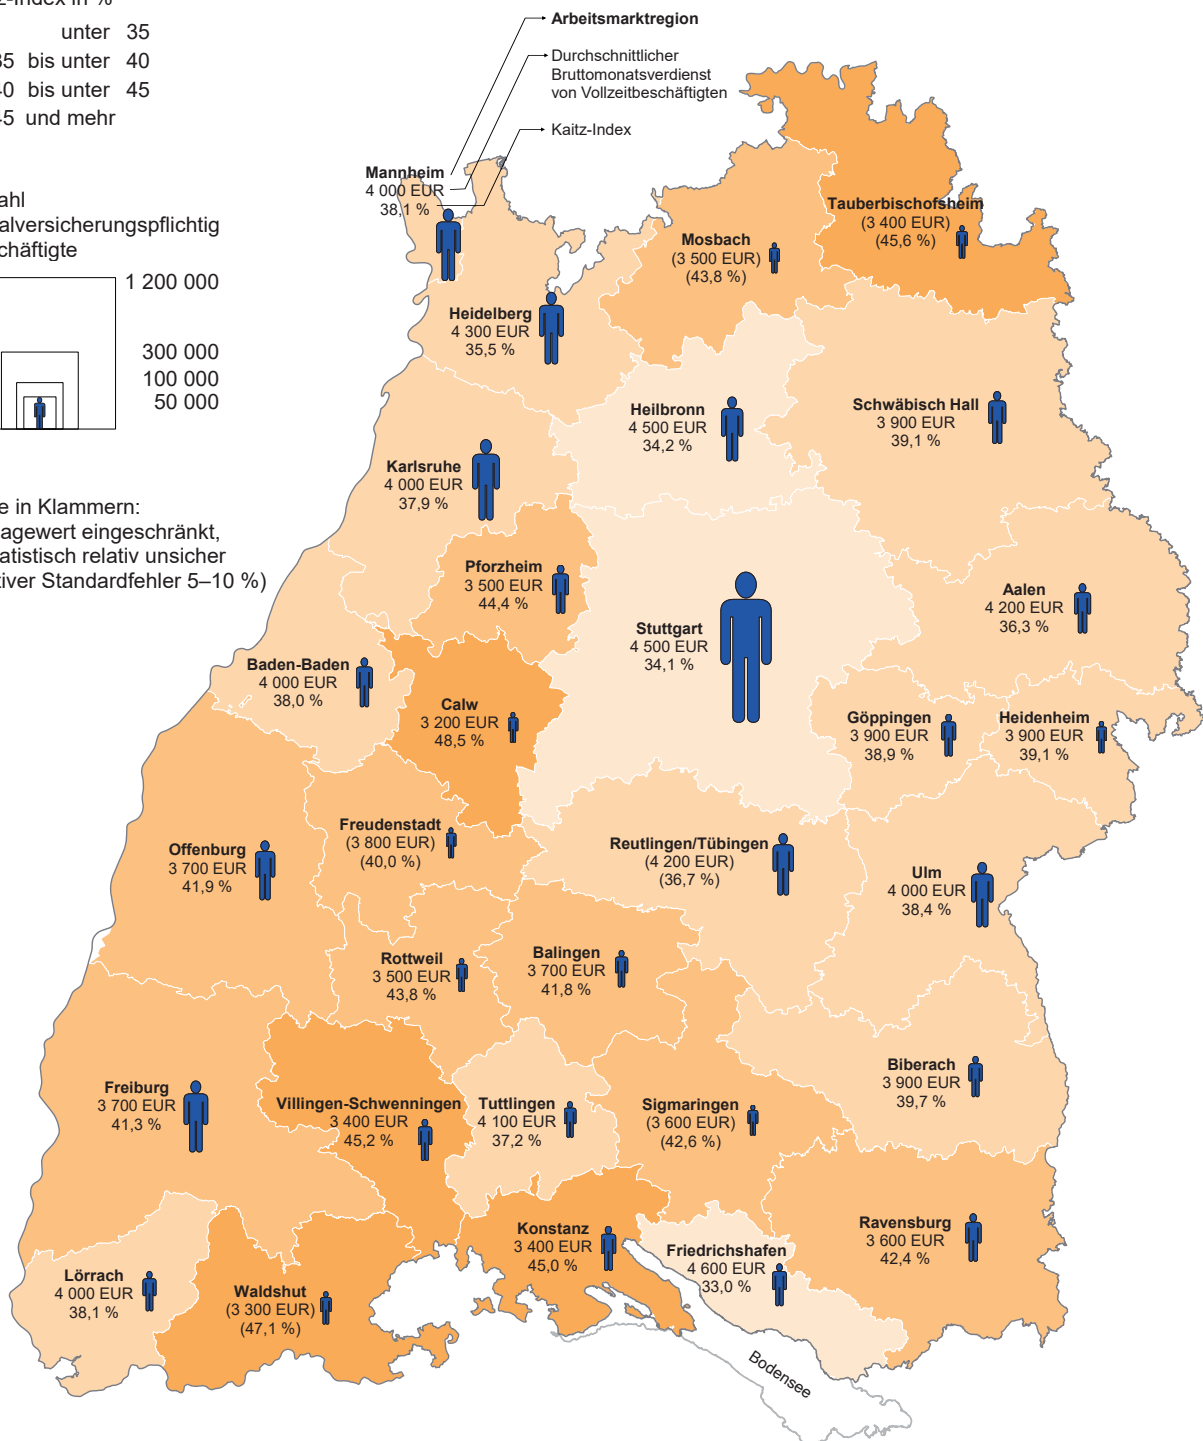 unter 35
bis unter 40
bis unter 45
und mehr
1 200 000
300 000
100 000
50 000
e in Klammern:
eingeschränkt,
relativ unsicher
Standardfehler 5–10 %)
Arbeitsmarktregion
Durchschnittlicher
Bruttomonatsverdienst
von Vollzeitbeschäftigten
Kaitz-Index
Mannheim
4 000 EUR
38,1 %
Tauberbischofsheim
(3 400 EUR)
(45,6 %)
Mosbach
(3 500 EUR)
(43,8 %)
Heidelberg
4 300 EUR
35,5 %
Heilbronn
4 500 EUR
34,2 %
Schwäbisch Hall
3 900 EUR
39,1 %
Karlsruhe
4 000 EUR
37,9 %
Pforzheim
3 500 EUR
44,4 %
Aalen
4 200 EUR
36,3 %
Stuttgart
4 500 EUR
34,1 %
Baden-Baden
4 000 EUR
38,0 %
Calw
3 200 EUR
48,5 %
Göppingen
3 900 EUR
38,9 %
Heidenheim
3 900 EUR
39,1 %
Freudenstadt
(3 800 EUR)
(40,0 %)
Offenburg
3 700 EUR
41,9 %
Reutlingen/Tübingen
(4 200 EUR)
(36,7 %)
Ulm
4 000 EUR
38,4 %
Rottweil
3 500 EUR
43,8 %
Balingen
3 700 EUR
41,8 %
Biberach
3 900 EUR
39,7 %
Freiburg
3 700 EUR
41,3 %
Villingen-Schwenningen
3 400 EUR
45,2 %
Tuttlingen
4 100 EUR
37,2 %
Sigmaringen
(3 600 EUR)
(42,6 %)
Konstanz
3 400 EUR
45,0 %
Ravensburg
3 600 EUR
42,4 %
Friedrichshafen
4 600 EUR
33,0 %
Lörrach
4 000 EUR
38,1 %
Waldshut
(3 300 EUR)
(47,1 %)
Bodensee